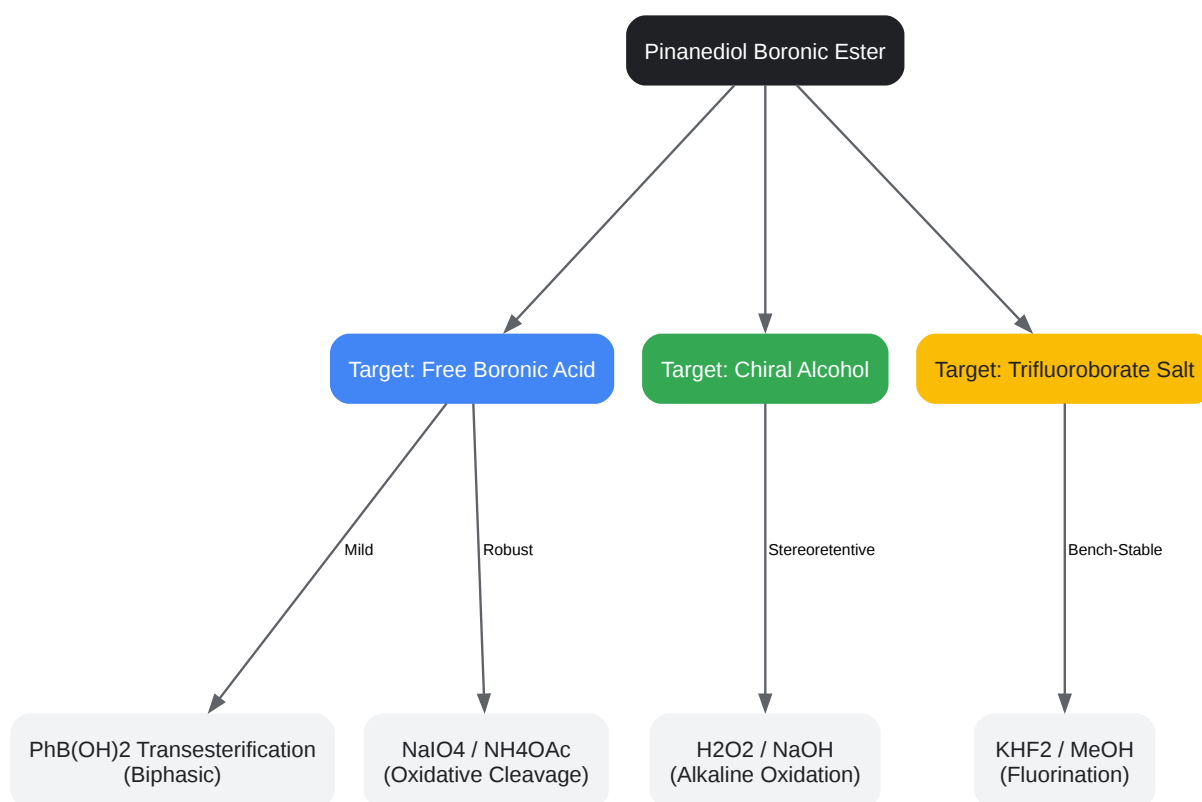 Pinanediol Boronic Ester
Target: Free Boronic Acid
Target: Chiral Alcohol
Target: Trifluoroborate Salt
Mild
Robust
Stereoretentive
Bench-Stable
PhB(OH)2 Transesterification
(Biphasic)
NaIO4 / NH4OAc
(Oxidative Cleavage)
H2O2 / NaOH
(Alkaline Oxidation)
KHF2 / MeOH
(Fluorination)